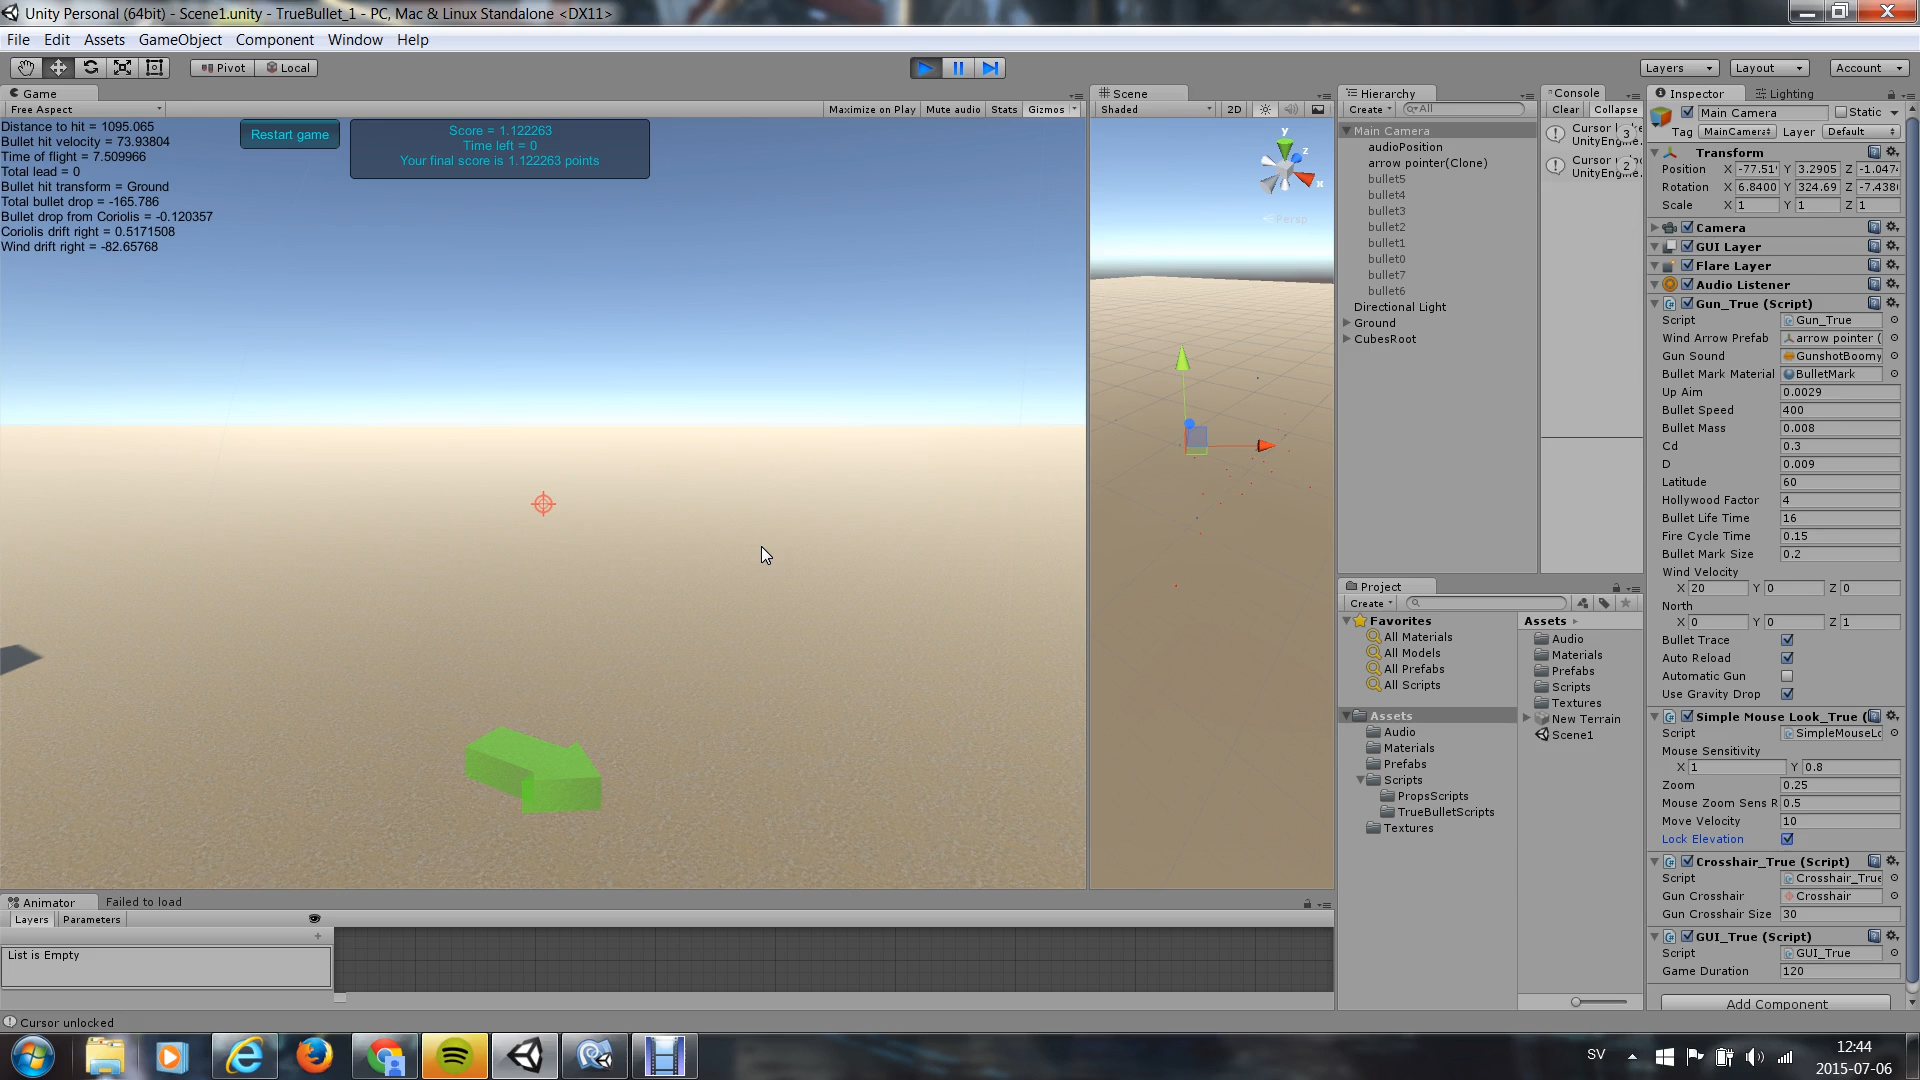 Unity Personal (64bit) - Scene1.unity - TrueBullet_1 - PC, Mac & Linux Standalone <DX11>
File Edit Assets GameObject Component Window Help
Pivot Local
Layers Layout Account
Game
Free Aspect
Maximize on Play Mute audio Stats Gizmos
Distance to hit = 1095.065
Bullet hit velocity = 73.93804
Time of flight = 7.509966
Total lead = 0
Bullet hit transform = Ground
Total bullet drop = -165.786
Bullet drop from Coriolis = -0.120357
Coriolis drift right = 0.5171508
Wind drift right = -82.65768
Restart game
Score = 1.122263
Time left = 0
Your final score is 1.122263 points
Scene
Shaded 2D
y
z
x
Persp
Hierarchy
Create All
Main Camera
audioPosition
arrow pointer(Clone)
bullet5
bullet4
bullet3
bullet2
bullet1
bullet0
bullet7
bullet6
Directional Light
Ground
CubesRoot
Console
Clear Collapse
Cursor 3
UnityEngine.
Cursor 2
UnityEngine.
Project
Create
Favorites
All Materials
All Models
All Prefabs
All Scripts
Assets
Audio
Materials
Prefabs
Scripts
PropsScripts
TrueBulletScripts
Textures
Assets
Audio
Materials
Prefabs
Scripts
Textures
New Terrain
Scene1
Inspector Lighting
Main Camera Static
Tag MainCamera Layer Default
Transform
Position X -77.51 Y 3.2905 Z -1.047
Rotation X 6.8400 Y 324.69 Z -7.438
Scale X 1 Y 1 Z 1
Camera
GUI Layer
Flare Layer
Audio Listener
Gun_True (Script)
Script Gun_True
Wind Arrow Prefab arrow pointer (
Gun Sound GunshotBoomy
Bullet Mark Material BulletMark
Up Aim 0.0029
Bullet Speed 400
Bullet Mass 0.008
Cd 0.3
D 0.009
Latitude 60
Hollywood Factor 4
Bullet Life Time 16
Fire Cycle Time 0.15
Bullet Mark Size 0.2
Wind Velocity
X 20 Y 0 Z 0
North
X 0 Y 0 Z 1
Bullet Trace
Auto Reload
Automatic Gun
Use Gravity Drop
Simple Mouse Look_True (
Script SimpleMouseLo
Mouse Sensitivity
X 1 Y 0.8
Zoom 0.25
Mouse Zoom Sens R 0.5
Move Velocity 10
Lock Elevation
Crosshair_True (Script)
Script Crosshair_True
Gun Crosshair Crosshair
Gun Crosshair Size 30
GUI_True (Script)
Script GUI_True
Game Duration 120
Add Component
Animator Failed to load
Layers Parameters
+
List is Empty
Cursor unlocked
SV
12:44
2015-07-06